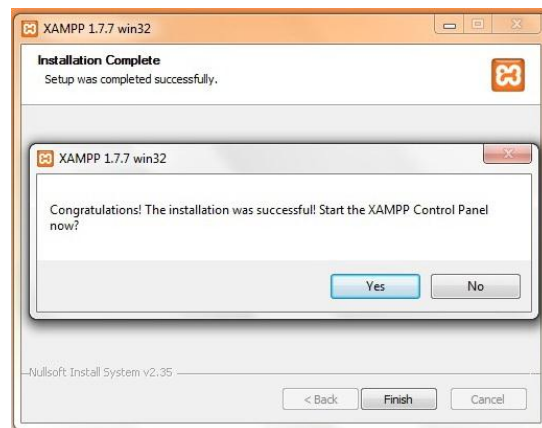 XAMPP 1.7.7 win32
Installation Complete
Setup was completed successfully.
XAMPP 1.7.7 win32
Congratulations! The installation was successful! Start the XAMPP Control Panel
now?
Yes No
Nullsoft Install System v2.35
< Back Finish Cancel